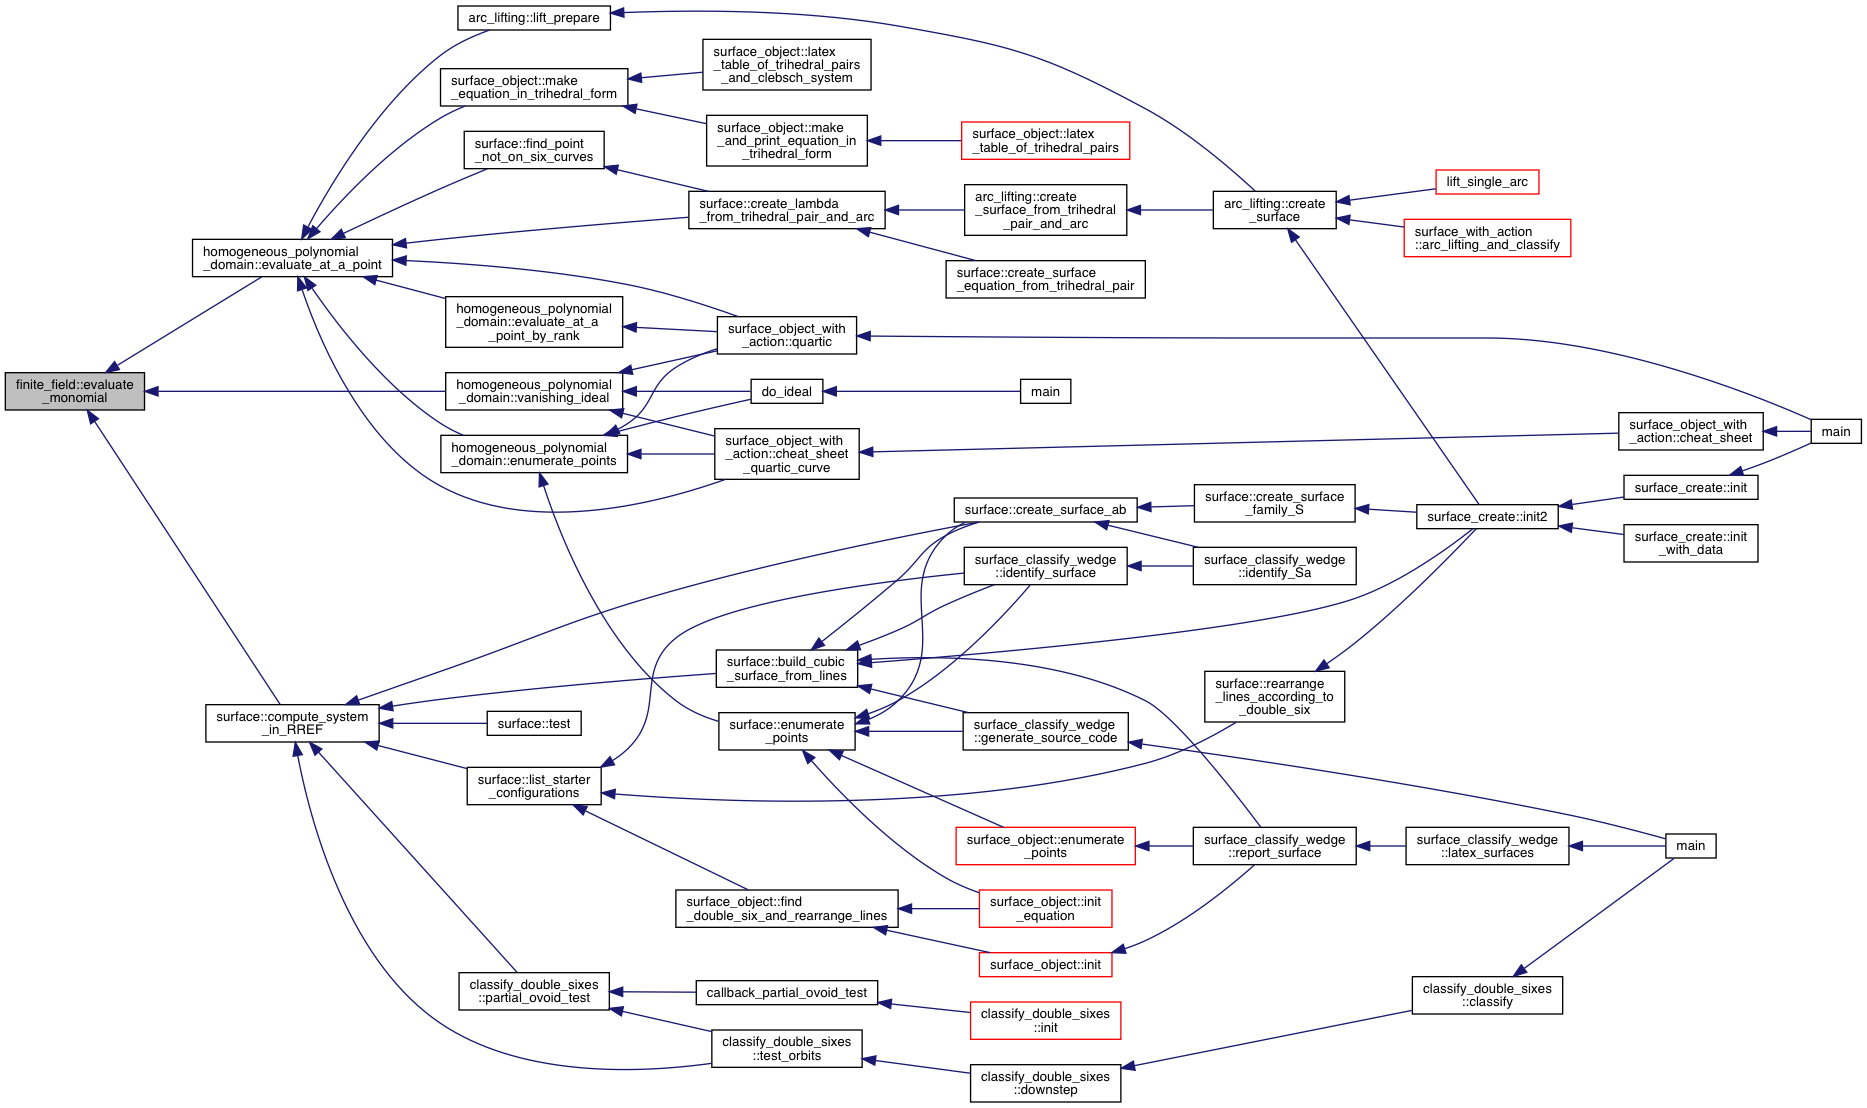 arc_lifting::lift_prepare
surface_object::latex
_table_of_trihedral_pairs
_and_clebsch_system
surface_object::make
_equation_in_trihedral_form
surface_object::make
_and_print_equation_in
_trihedral_form
surface_object::latex
_table_of_trihedral_pairs
surface::find_point
_not_on_six_curves
lift_single_arc
surface::create_lambda
_from_trihedral_pair_and_arc
arc_lifting::create
_surface_from_trihedral
_pair_and_arc
arc_lifting::create
_surface
surface_with_action
::arc_lifting_and_classify
homogeneous_polynomial
_domain::evaluate_at_a_point
surface::create_surface
_equation_from_trihedral_pair
homogeneous_polynomial
_domain::evaluate_at_a
_point_by_rank
surface_object_with
_action::quartic
finite_field::evaluate
_monomial
homogeneous_polynomial
_domain::vanishing_ideal
do_ideal
main
homogeneous_polynomial
_domain::enumerate_points
surface_object_with
_action::cheat_sheet
_quartic_curve
surface_object_with
_action::cheat_sheet
main
surface_create::init
surface::create_surface_ab
surface::create_surface
_family_S
surface_create::init2
surface_create::init
_with_data
surface_classify_wedge
::identify_surface
surface_classify_wedge
::identify_Sa
surface::build_cubic
_surface_from_lines
surface::rearrange
_lines_according_to
_double_six
surface::compute_system
_in_RREF
surface::test
surface::enumerate
_points
surface_classify_wedge
::generate_source_code
surface::list_starter
_configurations
surface_object::enumerate
_points
surface_classify_wedge
::report_surface
surface_classify_wedge
::latex_surfaces
main
surface_object::find
_double_six_and_rearrange_lines
surface_object::init
_equation
surface_object::init
classify_double_sixes
::partial_ovoid_test
callback_partial_ovoid_test
classify_double_sixes
::init
classify_double_sixes
::classify
classify_double_sixes
::test_orbits
classify_double_sixes
::downstep